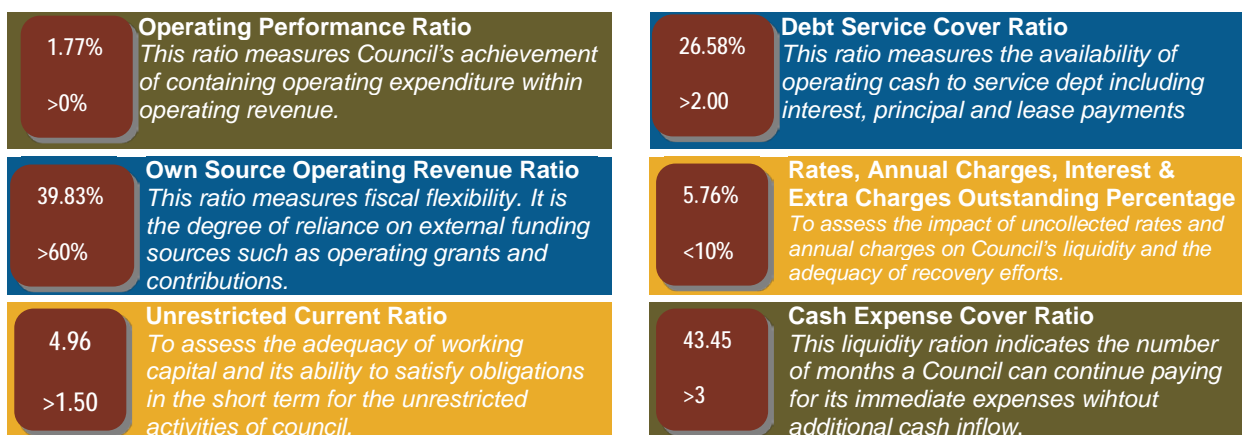 1.77%
>0%
Operating Performance Ratio
This ratio measures Council's achievement
of containing operating expenditure within
operating revenue.
26.58%
>2.00
Debt Service Cover Ratio
This ratio measures the availability of
operating cash to service dept including
interest, principal and lease payments
39.83%
>60%
Own Source Operating Revenue Ratio
This ratio measures fiscal flexibility. It is
the degree of reliance on external funding
sources such as operating grants and
contributions.
5.76%
<10%
Rates, Annual Charges, Interest &
Extra Charges Outstanding Percentage
To assess the impact of uncollected rates and
annual charges on Council's liquidity and the
adequacy of recovery efforts.
4.96
>1.50
Unrestricted Current Ratio
To assess the adequacy of working
capital and its ability to satisfy obligations
in the short term for the unrestricted
activities of council.
43.45
>3
Cash Expense Cover Ratio
This liquidity ration indicates the number
of months a Council can continue paying
for its immediate expenses wihtout
additional cash inflow.